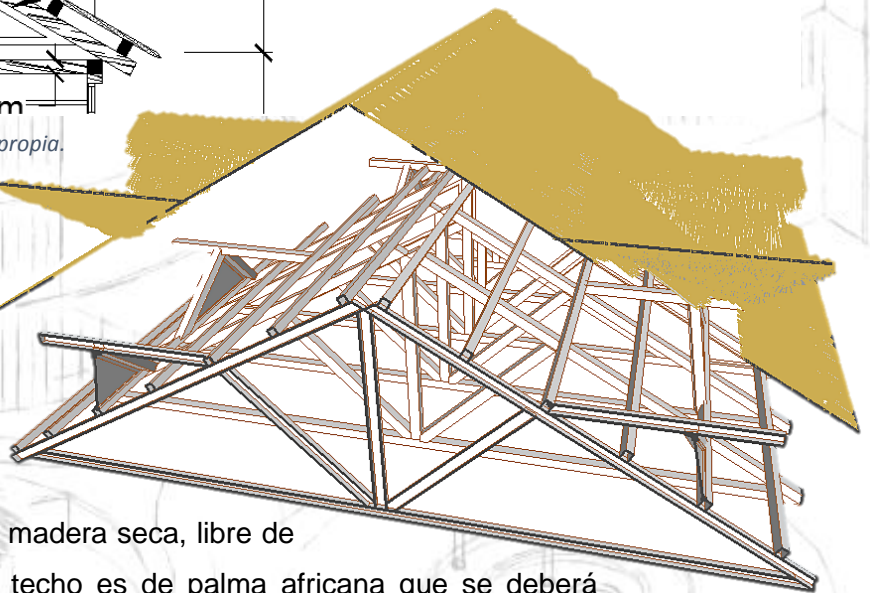 m
propia.
madera seca, libre de
techo es de palma africana que se deberá